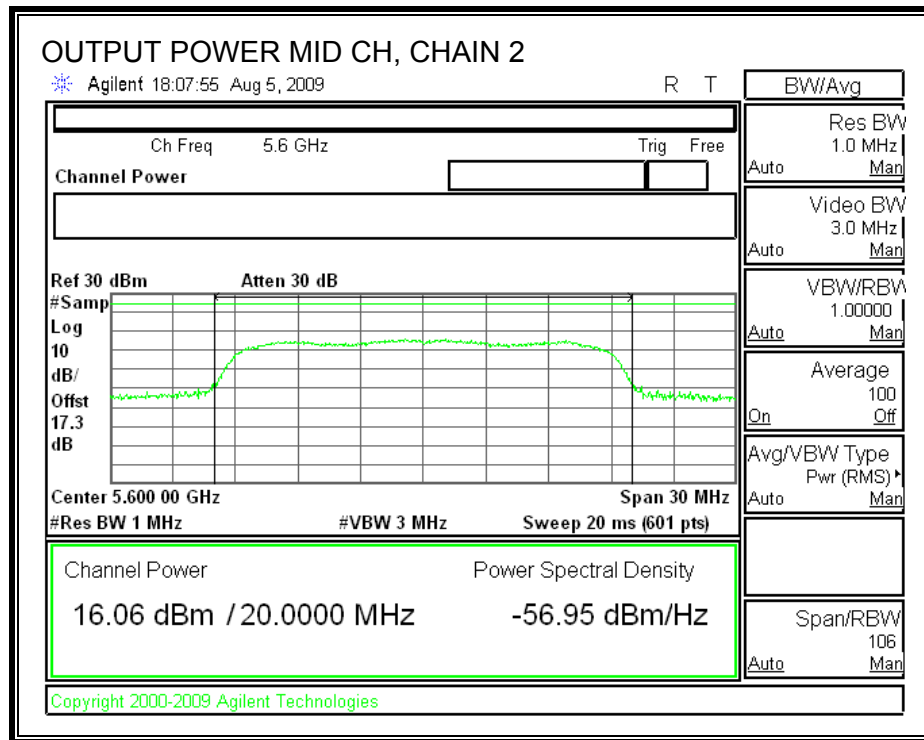 OUTPUT POWER MID CH, CHAIN 2
Agilent 18:07:55 Aug 5, 2009 R T
Ch Freq 5.6 GHz Trig Free
Channel Power
Ref 30 dBm Atten 30 dB
#Samp
Log
10
dB/
Offst
17.3
dB
Center 5.600 00 GHz Span 30 MHz
#Res BW 1 MHz #VBW 3 MHz Sweep 20 ms (601 pts)
Channel Power Power Spectral Density
16.06 dBm / 20.0000 MHz -56.95 dBm/Hz
Copyright 2000-2009 Agilent Technologies
BW/Avg
Res BW
1.0 MHz
Auto Man
Video BW
3.0 MHz
Auto Man
VBW/RBW
1.00000
Auto Man
Average
100
On Off
Avg/VBW Type
Pwr (RMS)
Auto Man
Span/RBW
106
Auto Man